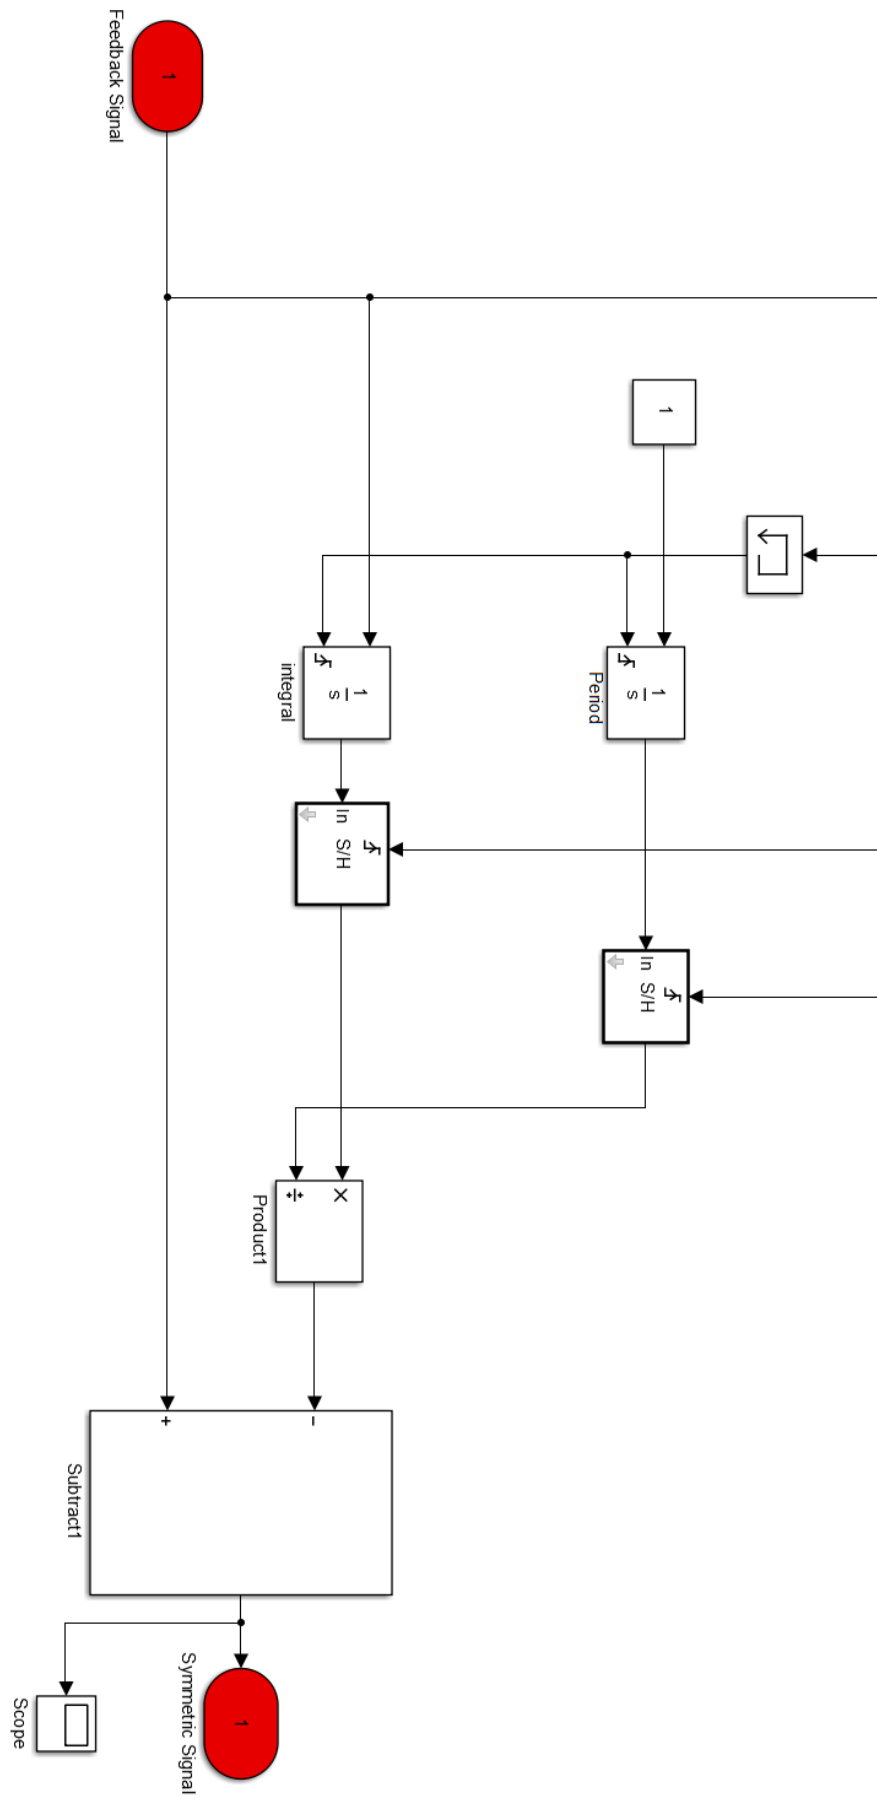 1
Feedback Signal
1
1
s
Period
1
s
integral
In
S/H
In
S/H
×
÷
Product1
−
+
Subtract1
1
Symmetric Signal
Scope